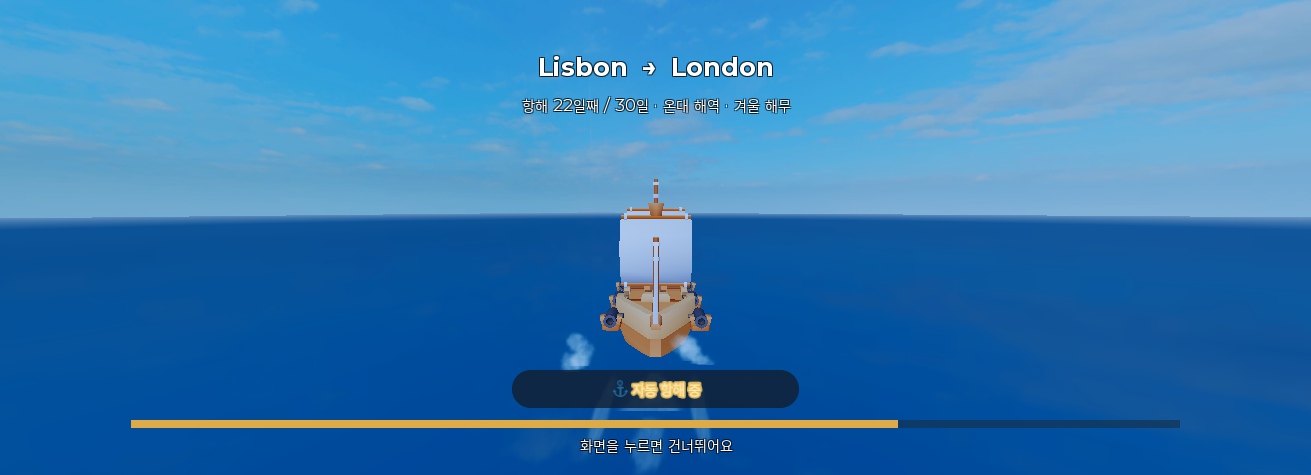 Lisbon → London
항해 22일째 / 30일 · 온대 해역 · 겨울 해무
⚓ 자동 항해 중
화면을 누르면 건너뛰어요